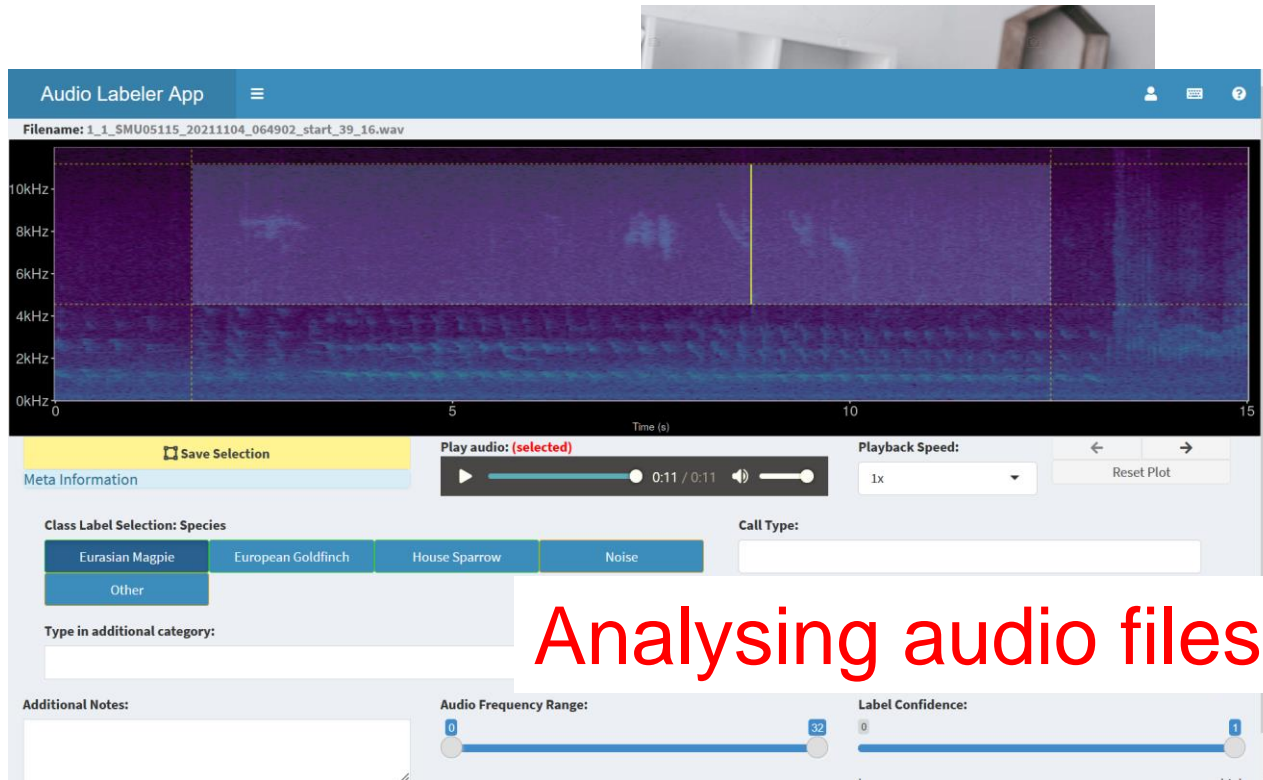 Audio Labeler App
Filename: 1_1_SMU05115_20211104_064902_start_39_16.wav
10kHz
8kHz
6kHz
4kHz
2kHz
0kHz
0 5 10 15
Time (s)
Save Selection
Meta Information
Play audio: (selected)
0:11 / 0:11
Playback Speed:
1x
← →
Reset Plot
Class Label Selection: Species
Eurasian Magpie European Goldfinch House Sparrow Noise
Other
Call Type:
Type in additional category:
Analysing audio files
Additional Notes:
Audio Frequency Range:
0 32
Label Confidence:
0 1